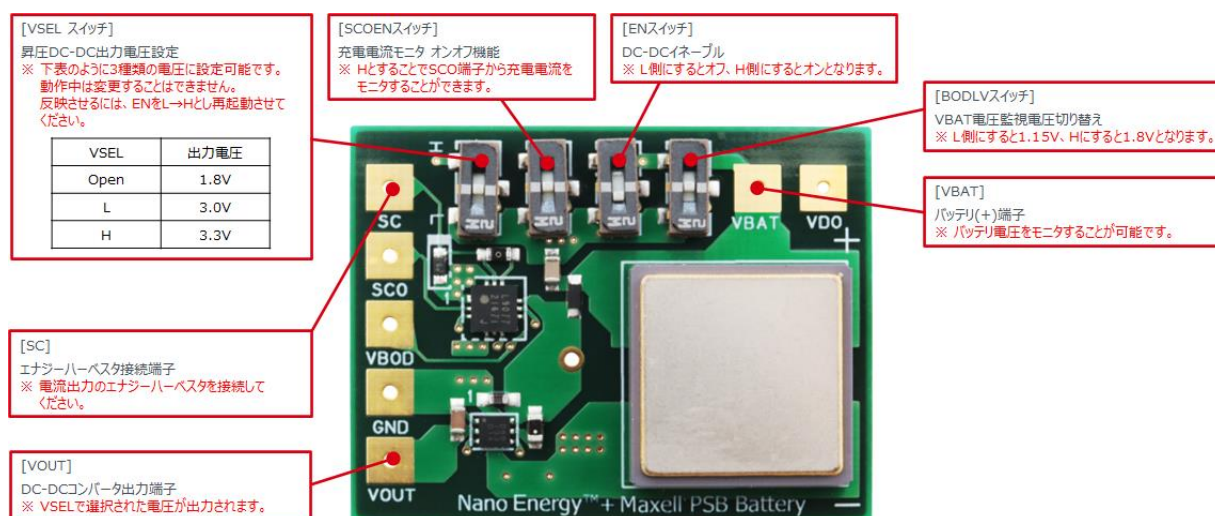 [VSEL スイッチ]
昇圧DC-DC出力電圧設定
※ 下表のように3種類の電圧に設定可能です。
動作中は変更することはできません。
反映させるには、ENをL→Hとし再起動させて
ください。
VSEL 出力電圧
Open 1.8V
L 3.0V
H 3.3V
[SCOENスイッチ]
充電電流モニタ オンオフ機能
※ HとすることでSCO端子から充電電流を
モニタすることができます。
[ENスイッチ]
DC-DCイネーブル
※ L側にするとオフ、H側にするとオンとなります。
[BODLVスイッチ]
VBAT電圧監視電圧切り替え
※ L側にすると1.15V、Hにすると1.8Vとなります。
[VBAT]
バッテリ(+)端子
※ バッテリ電圧をモニタすることが可能です。
[SC]
エナジーハーベスタ接続端子
※ 電流出力のエナジーハーベスタを接続して
ください。
[VOUT]
DC-DCコンバータ出力端子
※ VSELで選択された電圧が出力されます。
H
L
SC
SCO
VBOD
GND
VOUT
VBAT
VDO
+
1
1
Nano Energy™+ Maxell PSB Battery